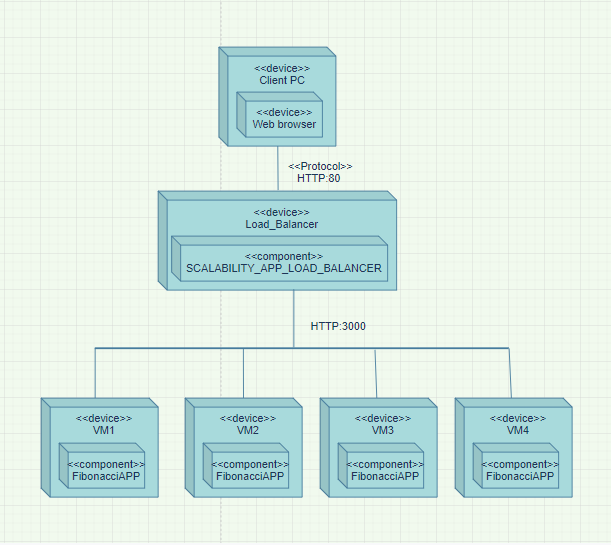 <<device>>
Client PC
<<device>>
Web browser
<<Protocol>>
HTTP:80
<<device>>
Load_Balancer
<<component>>
SCALABILITY_APP_LOAD_BALANCER
HTTP:3000
<<device>>
VM1
<<component>>
FibonacciAPP
<<device>>
VM2
<<component>>
FibonacciAPP
<<device>>
VM3
<<component>>
FibonacciAPP
<<device>>
VM4
<<component>>
FibonacciAPP